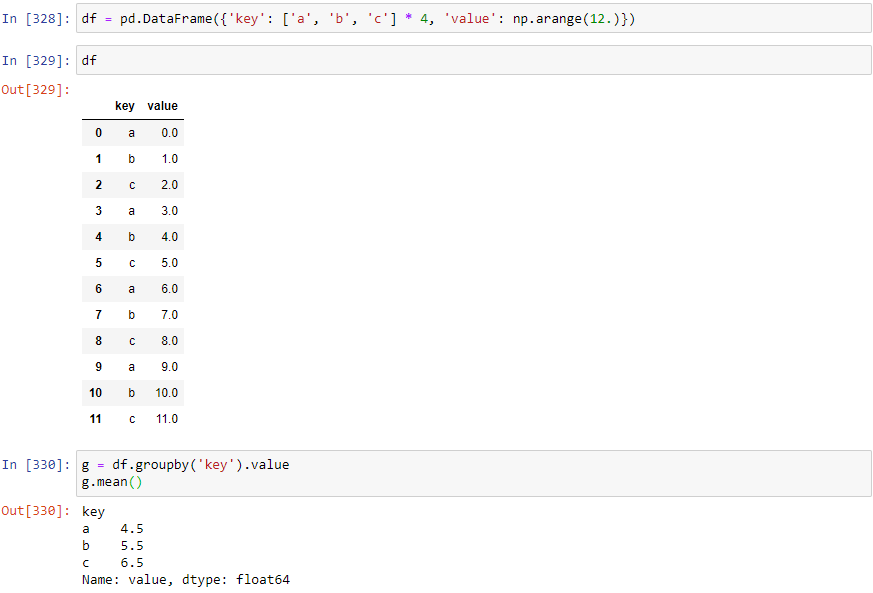 In [328]: df = pd.DataFrame({'key': ['a', 'b', 'c'] * 4, 'value': np.arange(12.)})
In [329]: df
Out[329]:
key value
0 a 0.0
1 b 1.0
2 c 2.0
3 a 3.0
4 b 4.0
5 c 5.0
6 a 6.0
7 b 7.0
8 c 8.0
9 a 9.0
10 b 10.0
11 c 11.0
In [330]: g = df.groupby('key').value
g.mean()
Out[330]: key
a    4.5
b    5.5
c    6.5
Name: value, dtype: float64